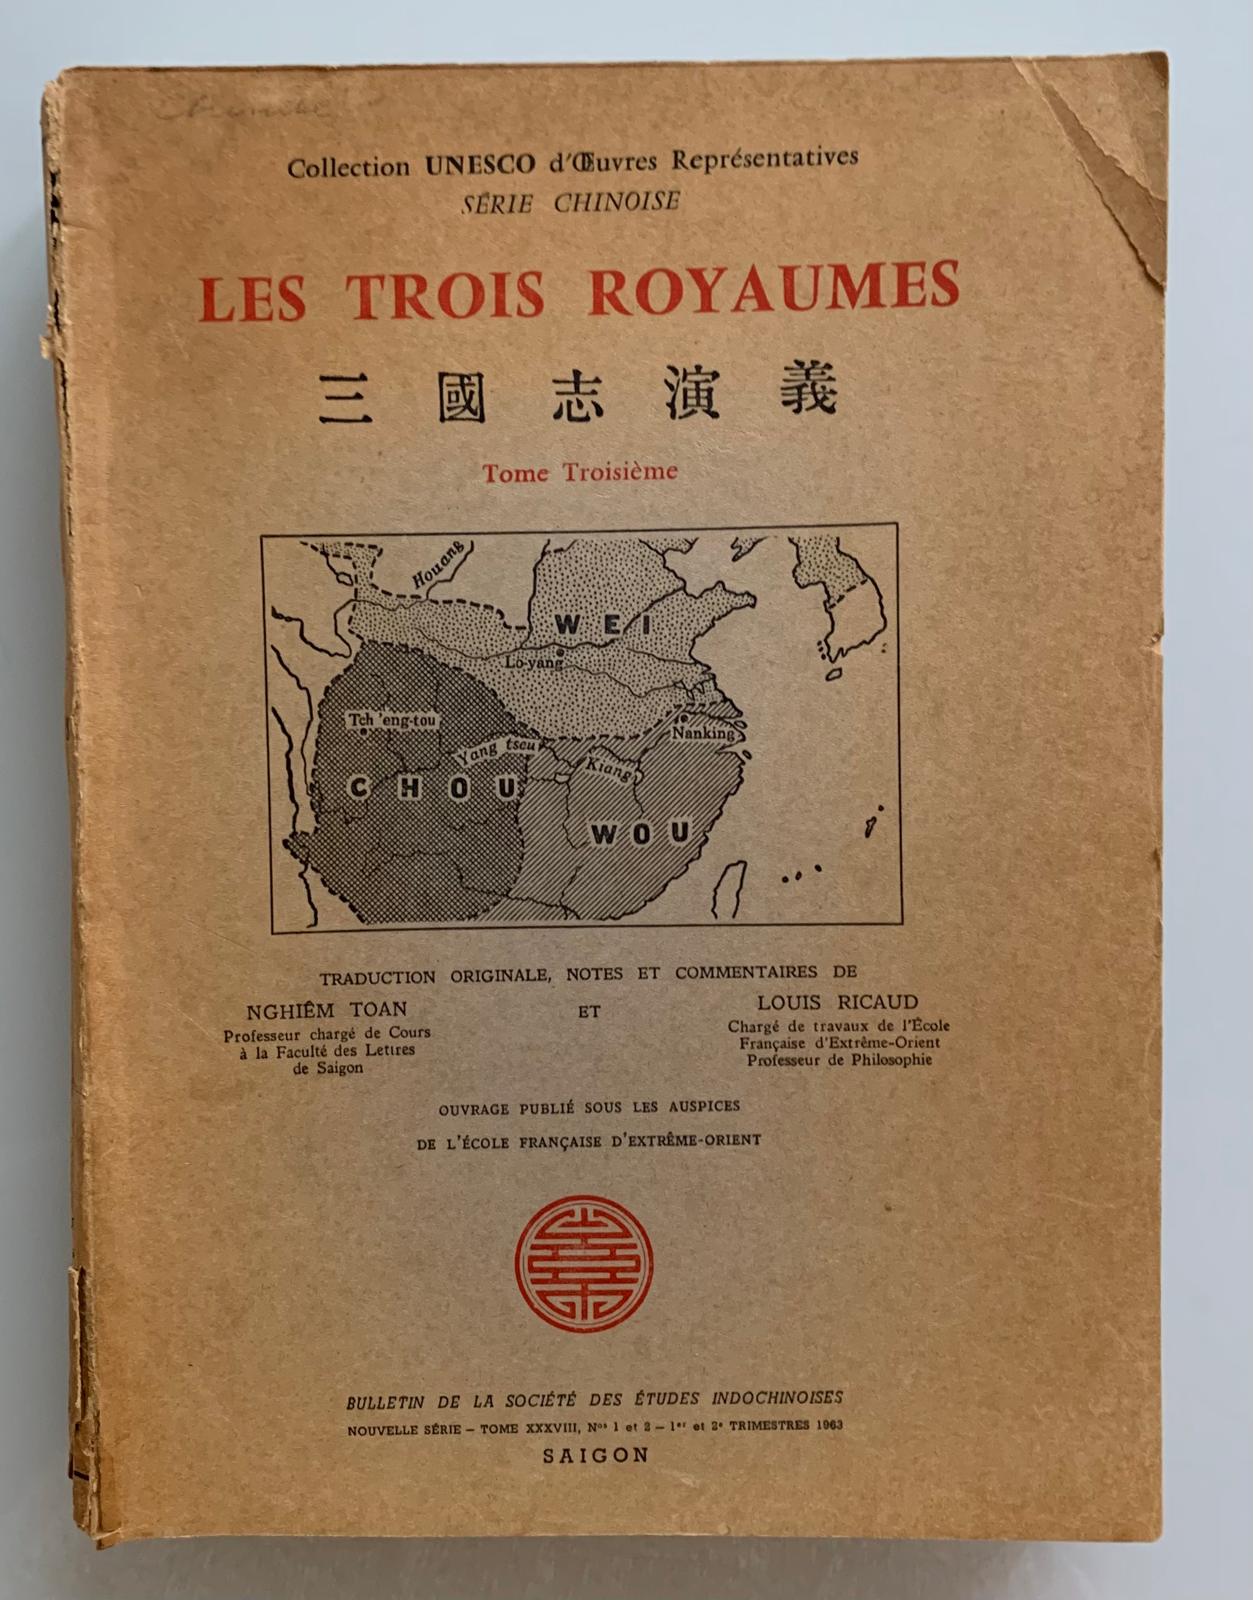 Collection UNESCO d'Œuvres Représentatives
SÉRIE CHINOISE
LES TROIS ROYAUMES
三國志演義
Tome Troisième
Houang
WEI
Lo-yang
Tch'eng-tou
Nanking
Yang tseu
Kiang
CHOU
WOU
TRADUCTION ORIGINALE, NOTES ET COMMENTAIRES DE
NGHIÊM TOAN ET LOUIS RICAUD
Professeur chargé de Cours
à la Faculté des Lettres
de Saigon
Chargé de travaux de l'École
Française d'Extrême-Orient
Professeur de Philosophie
OUVRAGE PUBLIÉ SOUS LES AUSPICES
DE L'ÉCOLE FRANÇAISE D'EXTRÊME-ORIENT
BULLETIN DE LA SOCIÉTÉ DES ÉTUDES INDOCHINOISES
NOUVELLE SÉRIE – TOME XXXVIII, Nos 1 et 2 – 1er et 2e TRIMESTRES 1963
SAIGON